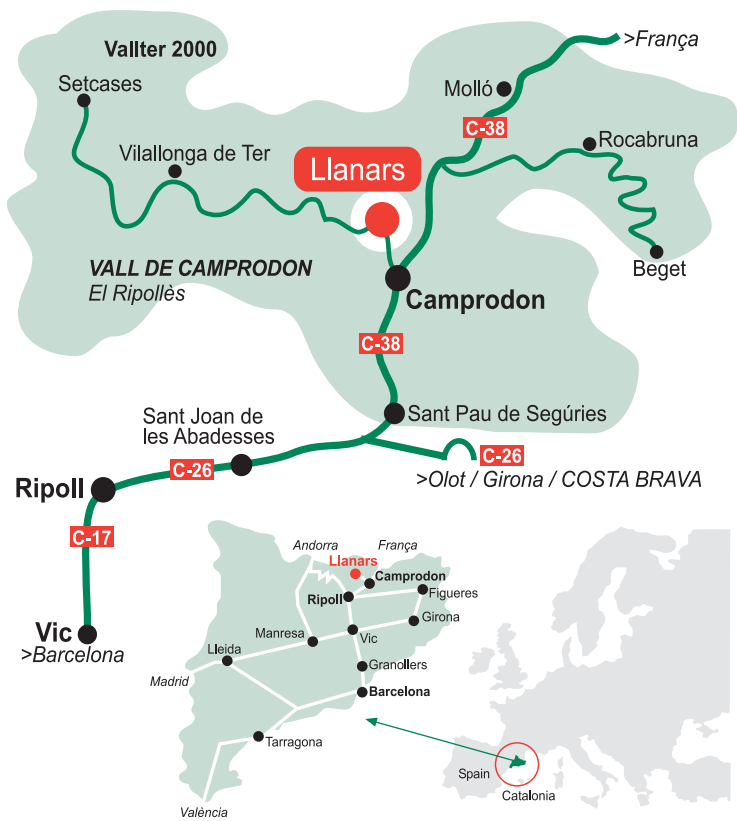 Vallter 2000
>França
Setcases
Molló
C-38
Rocabruna
Vilallonga de Ter
Llanars
VALL DE CAMPRODON
El Ripollès
Beget
Camprodon
C-38
Sant Joan de
les Abadesses
Sant Pau de Segúries
C-26
C-26
>Olot / Girona / COSTA BRAVA
Ripoll
C-17
Vic
>Barcelona
Andorra
França
Llanars
Camprodon
Ripoll
Figueres
Girona
Manresa
Vic
Lleida
Granollers
Madrid
Barcelona
Tarragona
València
Spain
Catalonia